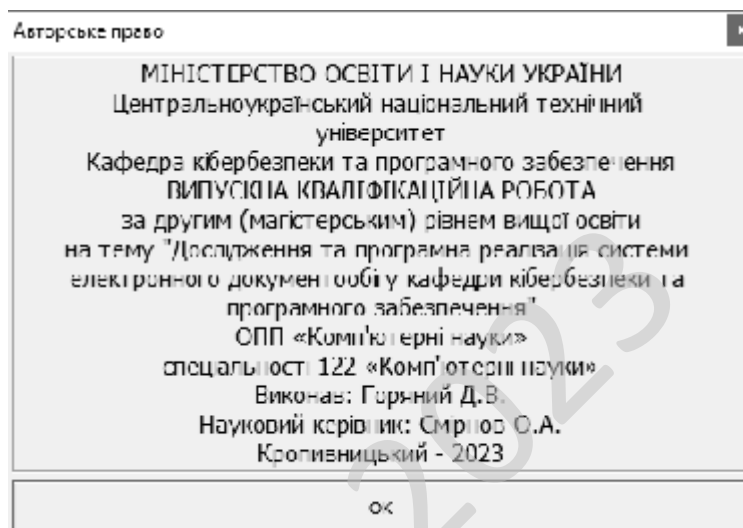 Авторське право
МІНІСТЕРСТВО ОСВІТИ І НАУКИ УКРАЇНИ
Центральноукраїнський національний технічний
університет
Кафедра кібербезпеки та програмного забезпечення
ВИПУСКНА КВАЛІФІКАЦІЙНА РОБОТА
за другим (магістерським) рівнем вищої освіти
на тему "Дослідження та програмна реалізація системи
електронного документообігу кафедри кібербезпеки та
програмного забезпечення"
ОПП «Комп'ютерні науки»
спеціальності 122 «Комп'ютерні науки»
Виконав: Горяний Д.В.
Науковий керівник: Смірнов О.А.
Кропивницький - 2023
ОК
2023